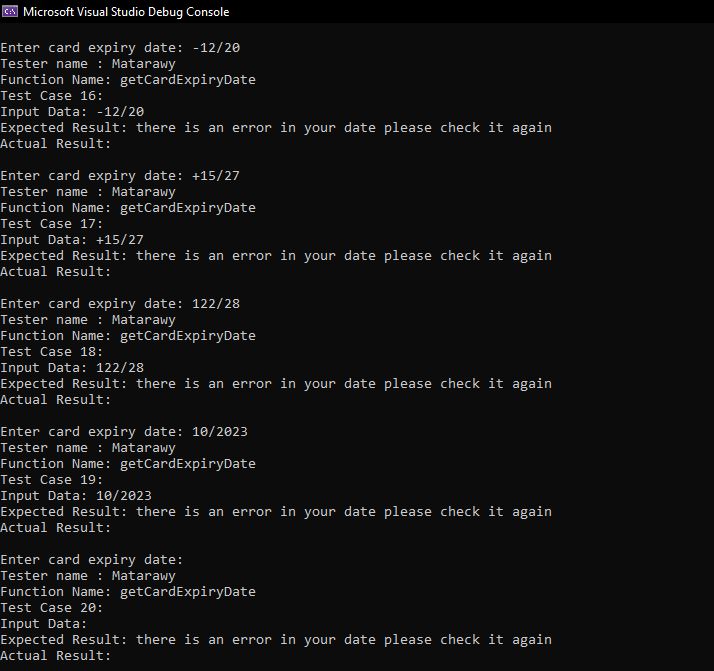 Microsoft Visual Studio Debug Console
Enter card expiry date: -12/20
Tester name : Matarawy
Function Name: getCardExpiryDate
Test Case 16:
Input Data: -12/20
Expected Result: there is an error in your date please check it again
Actual Result:
Enter card expiry date: +15/27
Tester name : Matarawy
Function Name: getCardExpiryDate
Test Case 17:
Input Data: +15/27
Expected Result: there is an error in your date please check it again
Actual Result:
Enter card expiry date: 122/28
Tester name : Matarawy
Function Name: getCardExpiryDate
Test Case 18:
Input Data: 122/28
Expected Result: there is an error in your date please check it again
Actual Result:
Enter card expiry date: 10/2023
Tester name : Matarawy
Function Name: getCardExpiryDate
Test Case 19:
Input Data: 10/2023
Expected Result: there is an error in your date please check it again
Actual Result:
Enter card expiry date:
Tester name : Matarawy
Function Name: getCardExpiryDate
Test Case 20:
Input Data:
Expected Result: there is an error in your date please check it again
Actual Result: